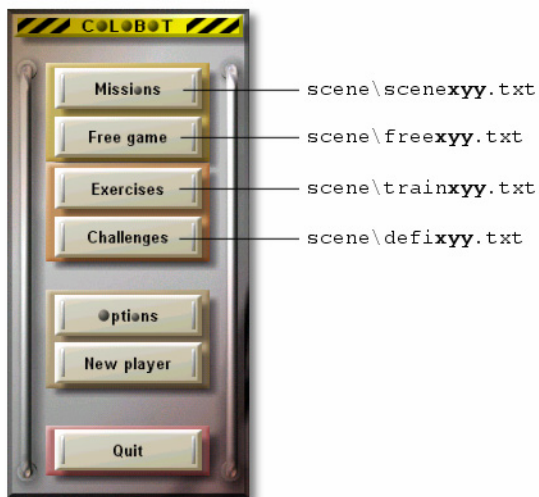 COLOBOT
Missions scene\scenexyy.txt
Free game scene\freexyy.txt
Exercises scene\trainxyy.txt
Challenges scene\defixyy.txt
Options
New player
Quit